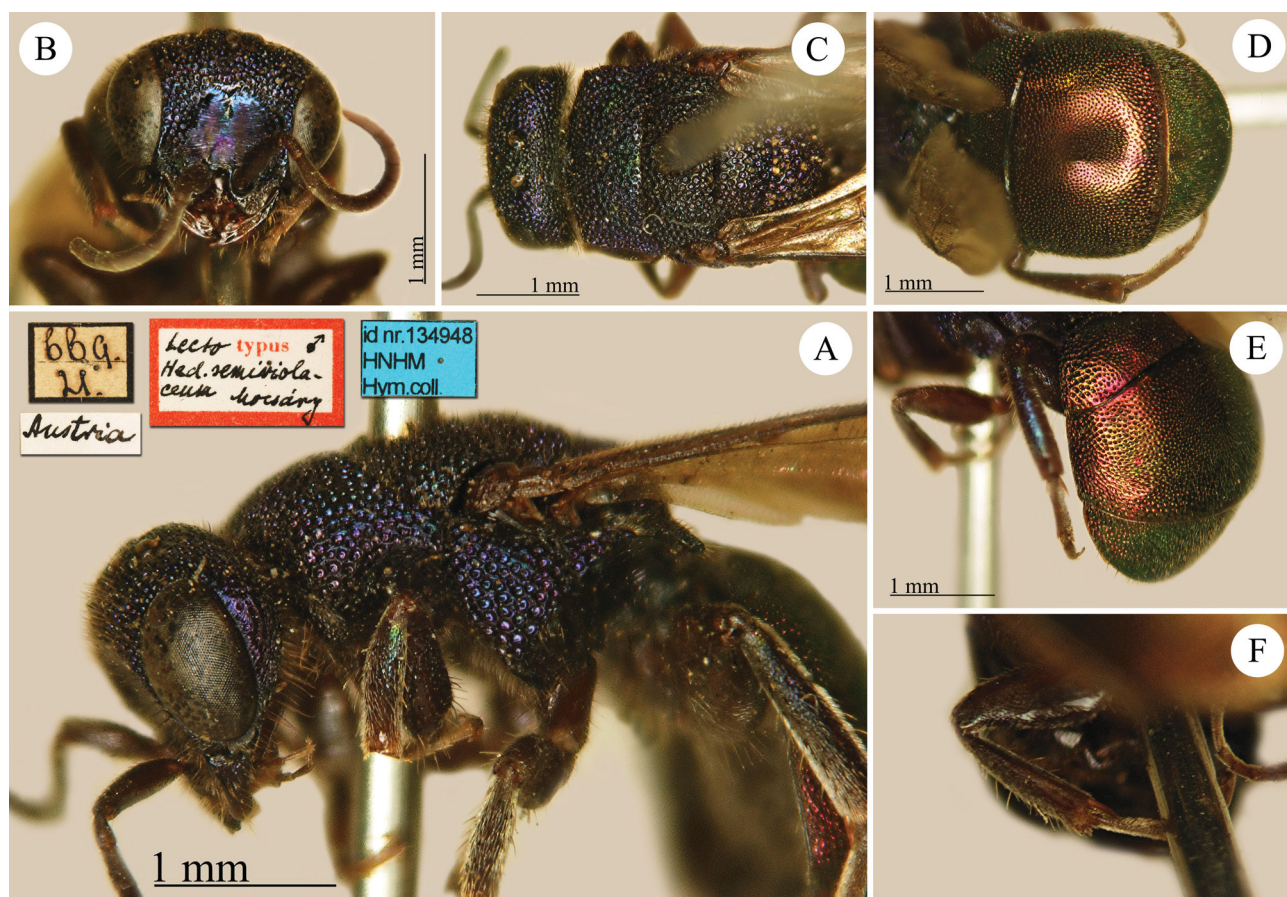 B
1 mm
C
1 mm
D
1 mm
Lecto typus ♂
Hed. semiviola-
ceum Mocsáry
id nr.134948
HNHM
Hym.coll.
Austria
A
1 mm
E
1 mm
F